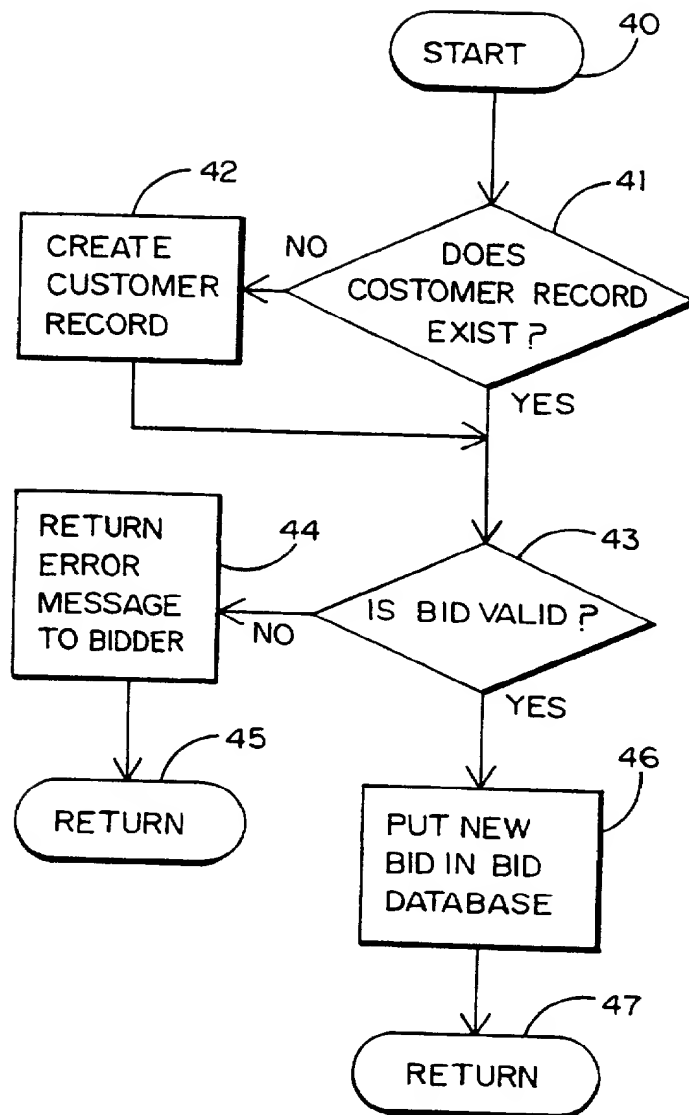 START
40
42
41
CREATE
CUSTOMER
RECORD
NO
DOES
COSTOMER RECORD
EXIST?
YES
RETURN
ERROR
MESSAGE
TO BIDDER
44
43
IS BID VALID?
NO
YES
45
RETURN
46
PUT NEW
BID IN BID
DATABASE
47
RETURN